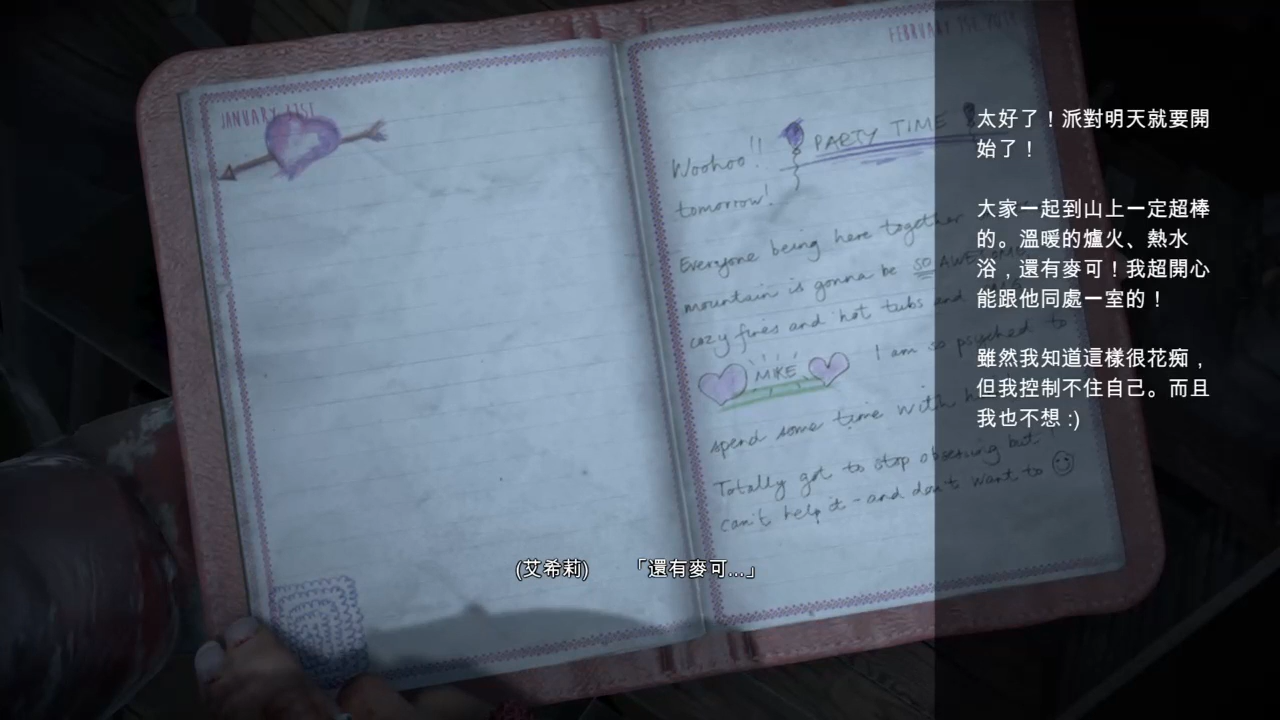 JANUARY 31ST
FEBRUARY 1ST, 2014
Woohoo!! PARTY TIME
tomorrow!
Everyone being here together
mountain is gonna be SO AWESOME
cozy fires and hot tubs and
MIKE I am so psyched to
spend some time with
Totally got to stop obsessing but
can't help it - and don't want to
太好了！派對明天就要開
始了！
大家一起到山上一定超棒
的。溫暖的爐火、熱水
浴，還有麥可！我超開心
能跟他同處一室的！
雖然我知道這樣很花痴，
但我控制不住自己。而且
我也不想 :)
(艾希莉) 「還有麥可...」